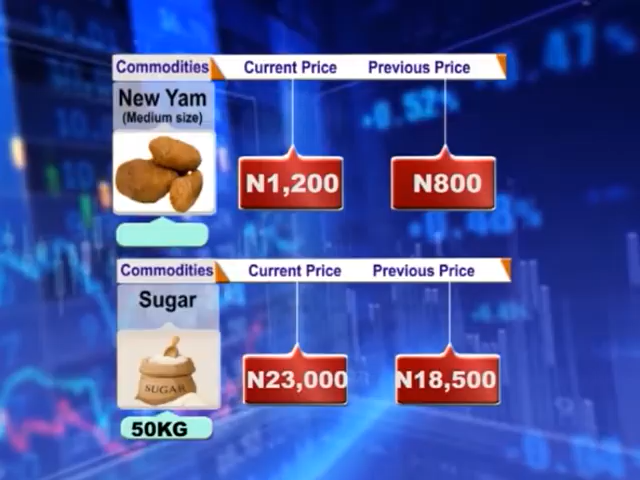 Commodities Current Price Previous Price
New Yam
(Medium size)
N1,200 N800
Commodities Current Price Previous Price
Sugar
SUGAR
N23,000 N18,500
50KG